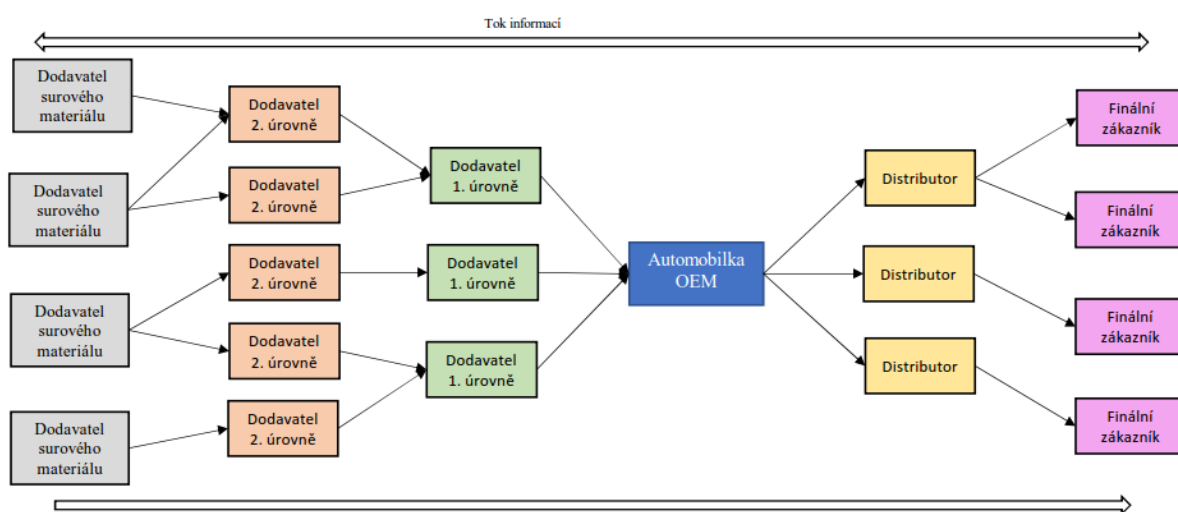 Tok informací
Dodavatel
surového
materiálu
Dodavatel
surového
materiálu
Dodavatel
surového
materiálu
Dodavatel
surového
materiálu
Dodavatel
2. úrovně
Dodavatel
2. úrovně
Dodavatel
2. úrovně
Dodavatel
2. úrovně
Dodavatel
2. úrovně
Dodavatel
1. úrovně
Dodavatel
1. úrovně
Dodavatel
1. úrovně
Automobilka
OEM
Distributor
Distributor
Distributor
Finální
zákazník
Finální
zákazník
Finální
zákazník
Finální
zákazník